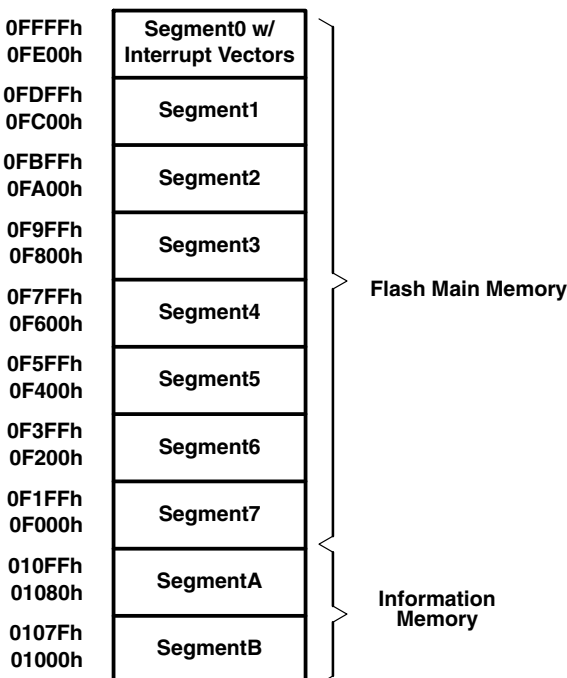 0FFFFh
0FE00h
Segment0 w/
Interrupt Vectors
0FDFFh
0FC00h
Segment1
0FBFFh
0FA00h
Segment2
0F9FFh
0F800h
Segment3
0F7FFh
0F600h
Segment4
0F5FFh
0F400h
Segment5
0F3FFh
0F200h
Segment6
0F1FFh
0F000h
Segment7
010FFh
01080h
SegmentA
0107Fh
01000h
SegmentB
Flash Main Memory
Information
Memory